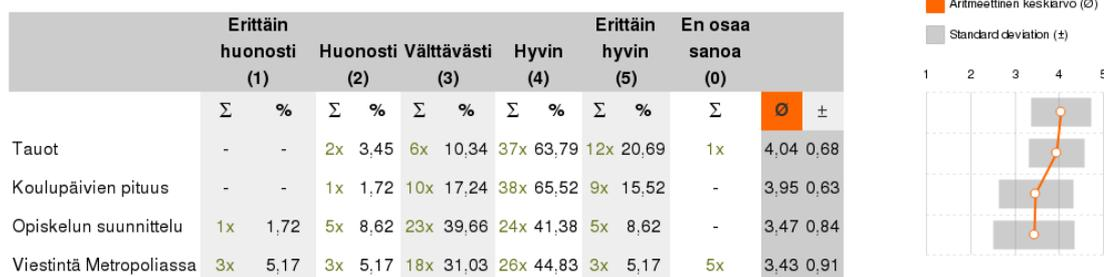 Aritmeettinen keskiarvo (Ø)
Standard deviation (±)
Erittäin huonosti (1) Huonosti (2) Välttävästi (3) Hyvin (4) Erittäin hyvin (5) En osaa sanoa (0)
Σ % Σ % Σ % Σ % Σ % Σ Ø ±
Tauot - - 2x 3,45 6x 10,34 37x 63,79 12x 20,69 1x 4,04 0,68
Koulupäivien pituus - - 1x 1,72 10x 17,24 38x 65,52 9x 15,52 - 3,95 0,63
Opiskelun suunnittelu 1x 1,72 5x 8,62 23x 39,66 24x 41,38 5x 8,62 - 3,47 0,84
Viestintä Metropoliassa 3x 5,17 3x 5,17 18x 31,03 26x 44,83 3x 5,17 5x 3,43 0,91
1 2 3 4 5